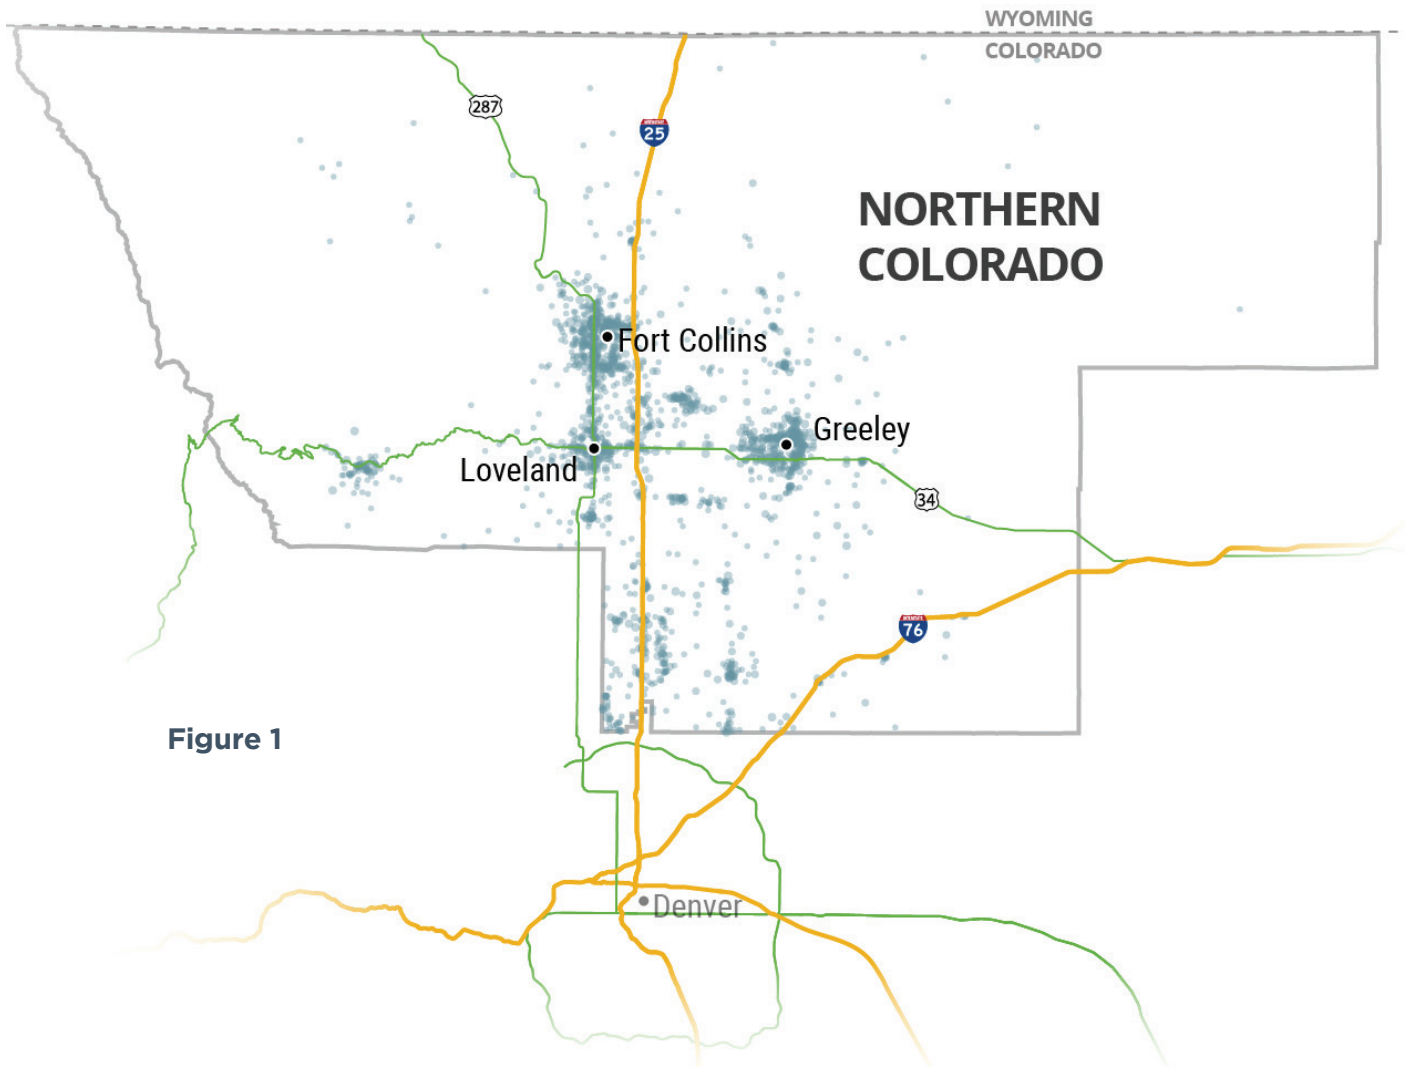 WYOMING
COLORADO
287
25
NORTHERN
COLORADO
Fort Collins
Greeley
Loveland
34
76
Figure 1
Denver